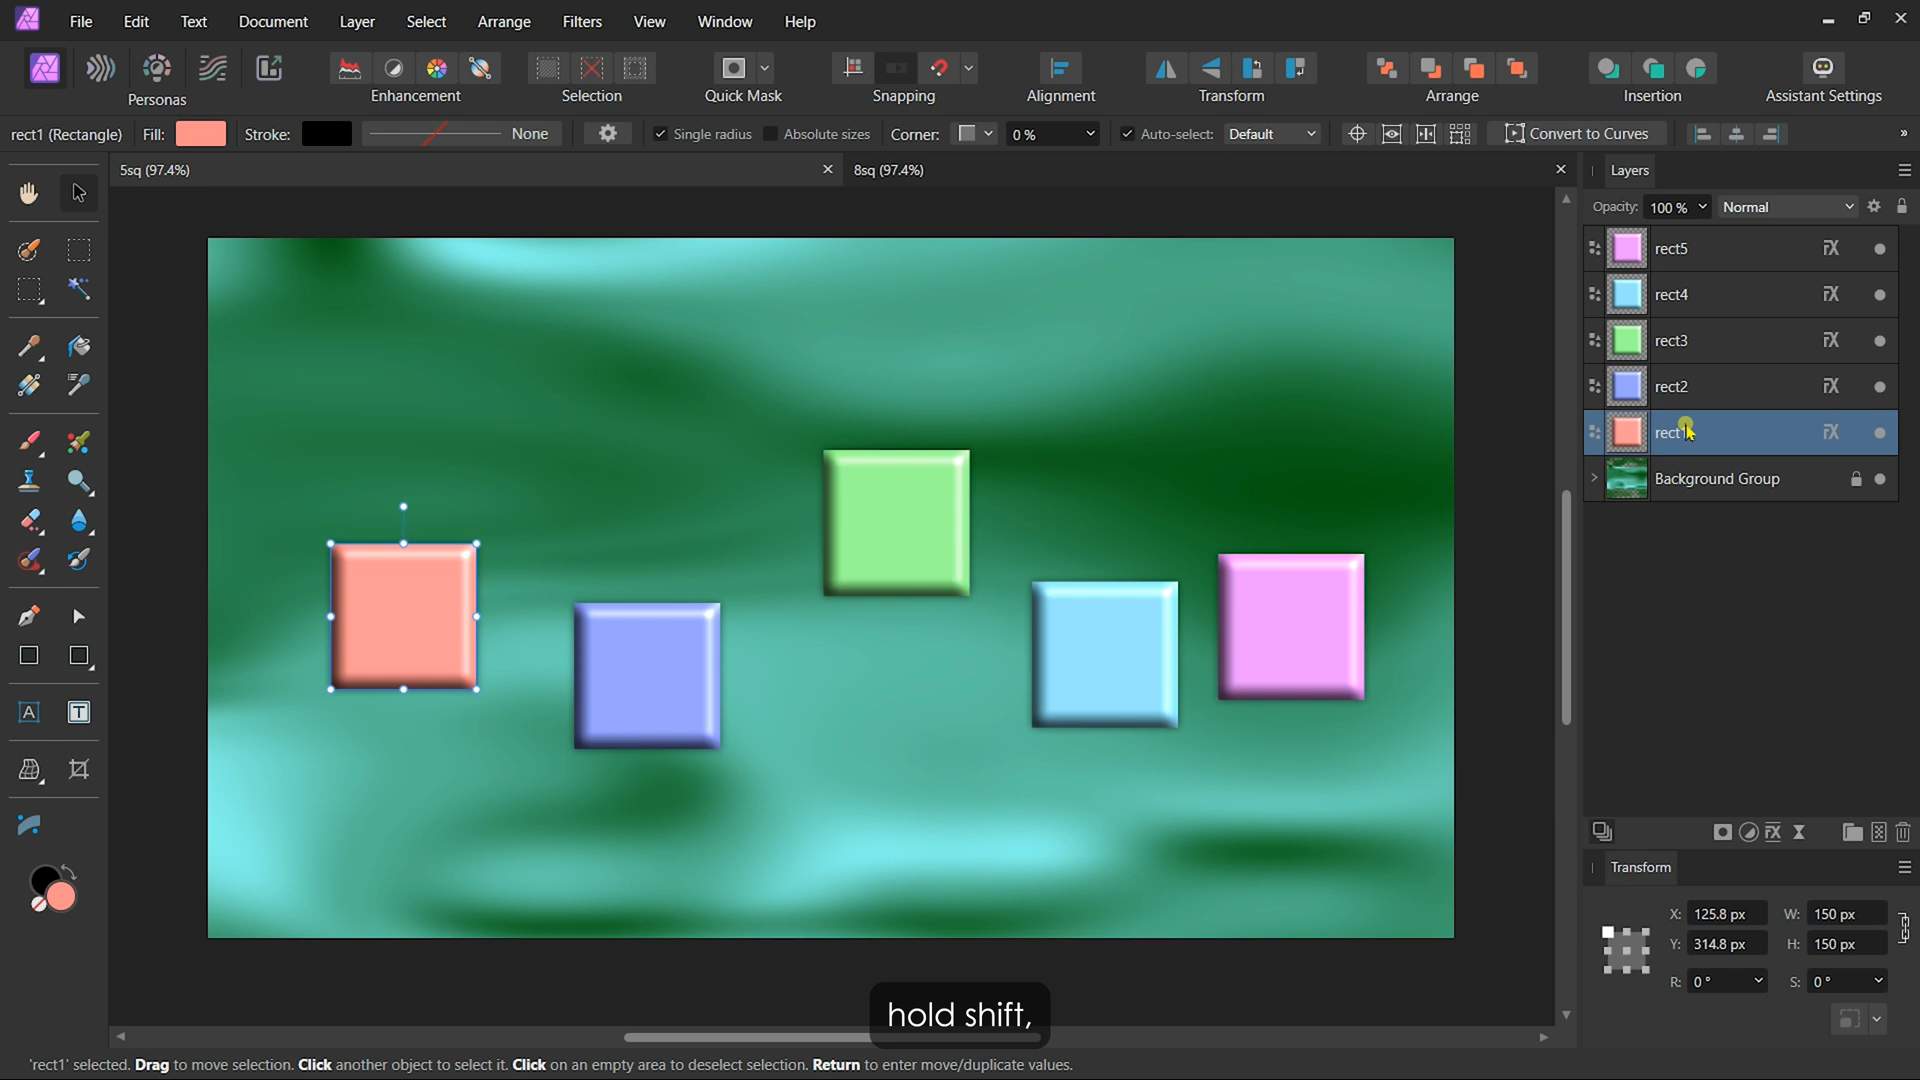 File Edit Text Document Layer Select Arrange Filters View Window Help
Personas Enhancement Selection Quick Mask Snapping Alignment Transform Arrange Insertion Assistant Settings
rect1 (Rectangle) Fill: Stroke: None Single radius Absolute sizes Corner: 0 % Auto-select: Default Convert to Curves »
5sq (97.4%) 8sq (97.4%) Layers
Opacity: 100 % Normal
rect5
rect4
rect3
rect2
rect
Background Group
Transform
X: 125.8 px W: 150 px
Y: 314.8 px H: 150 px
R: 0 ° S: 0 °
hold shift,
'rect1' selected. Drag to move selection. Click another object to select it. Click on an empty area to deselect selection. Return to enter move/duplicate values.